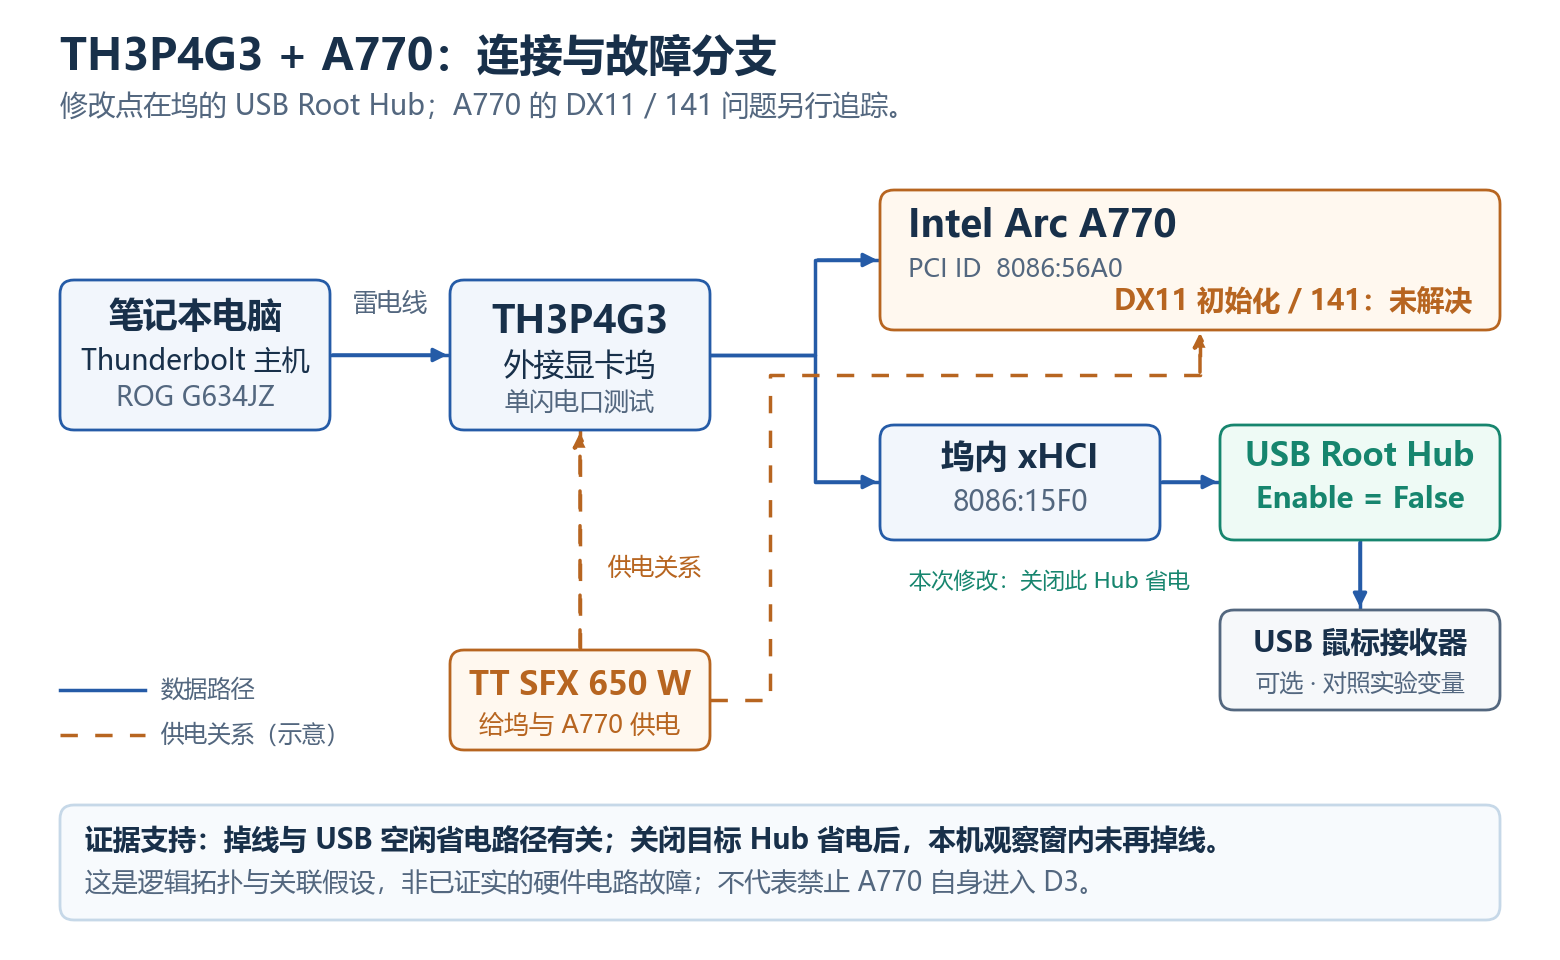 TH3P4G3 + A770：连接与故障分支
修改点在坞的 USB Root Hub；A770 的 DX11 / 141 问题另行追踪。
Intel Arc A770
PCI ID 8086:56A0
DX11 初始化 / 141：未解决
笔记本电脑
Thunderbolt 主机
ROG G634JZ
雷电线
TH3P4G3
外接显卡坞
单闪电口测试
坞内 xHCI
8086:15F0
USB Root Hub
Enable = False
供电关系
本次修改：关闭此 Hub 省电
USB 鼠标接收器
可选 · 对照实验变量
TT SFX 650 W
给坞与 A770 供电
数据路径
供电关系（示意）
证据支持：掉线与 USB 空闲省电路径有关；关闭目标 Hub 省电后，本机观察窗内未再掉线。
这是逻辑拓扑与关联假设，非已证实的硬件电路故障；不代表禁止 A770 自身进入 D3。